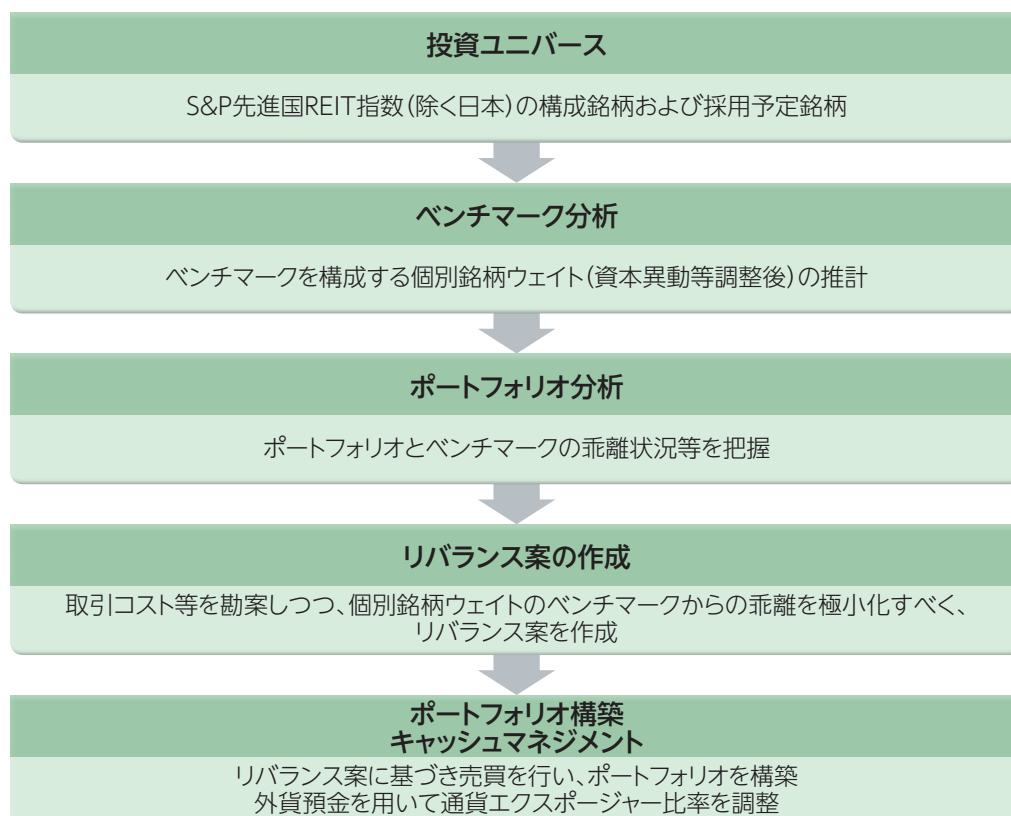 投資ユニバース
S&P先進国REIT指数(除く日本)の構成銘柄および採用予定銘柄
ベンチマーク分析
ベンチマークを構成する個別銘柄ウェイト(資本異動等調整後)の推計
ポートフォリオ分析
ポートフォリオとベンチマークの乖離状況等を把握
リバランス案の作成
取引コスト等を勘案しつつ、個別銘柄ウェイトのベンチマークからの乖離を極小化すべく、
リバランス案を作成
ポートフォリオ構築
キャッシュマネジメント
リバランス案に基づき売買を行い、ポートフォリオを構築
外貨預金を用いて通貨エクスポージャー比率を調整